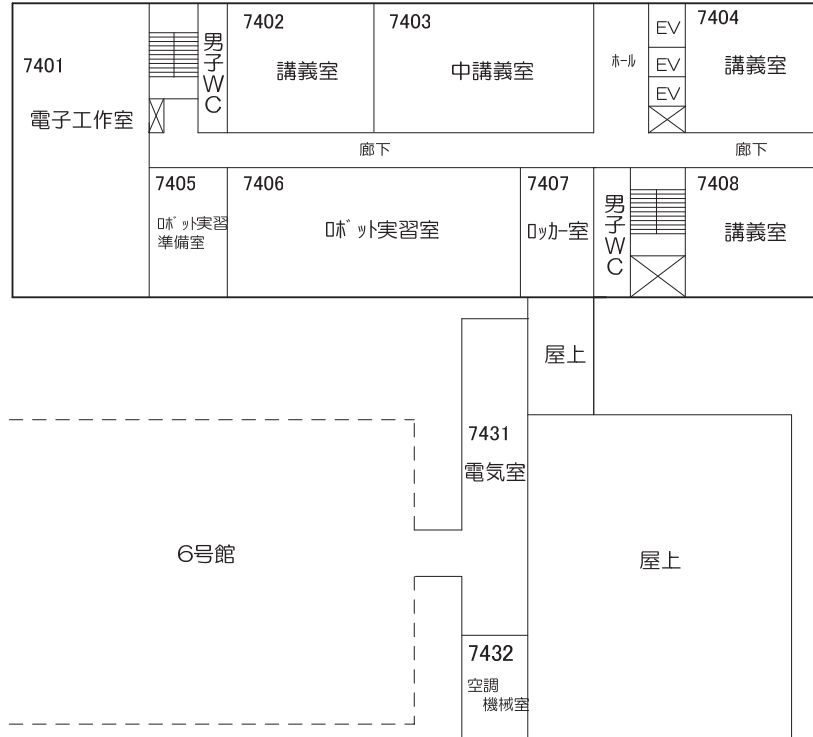 7401
電子工作室
男子WC
7402
講義室
7403
中講義室
ホール
EV
EV
EV
7404
講義室
廊下
廊下
7405
ロボット実習
準備室
7406
ロボット実習室
7407
ロッカー室
男子WC
7408
講義室
屋上
7431
電気室
6号館
屋上
7432
空調
機械室